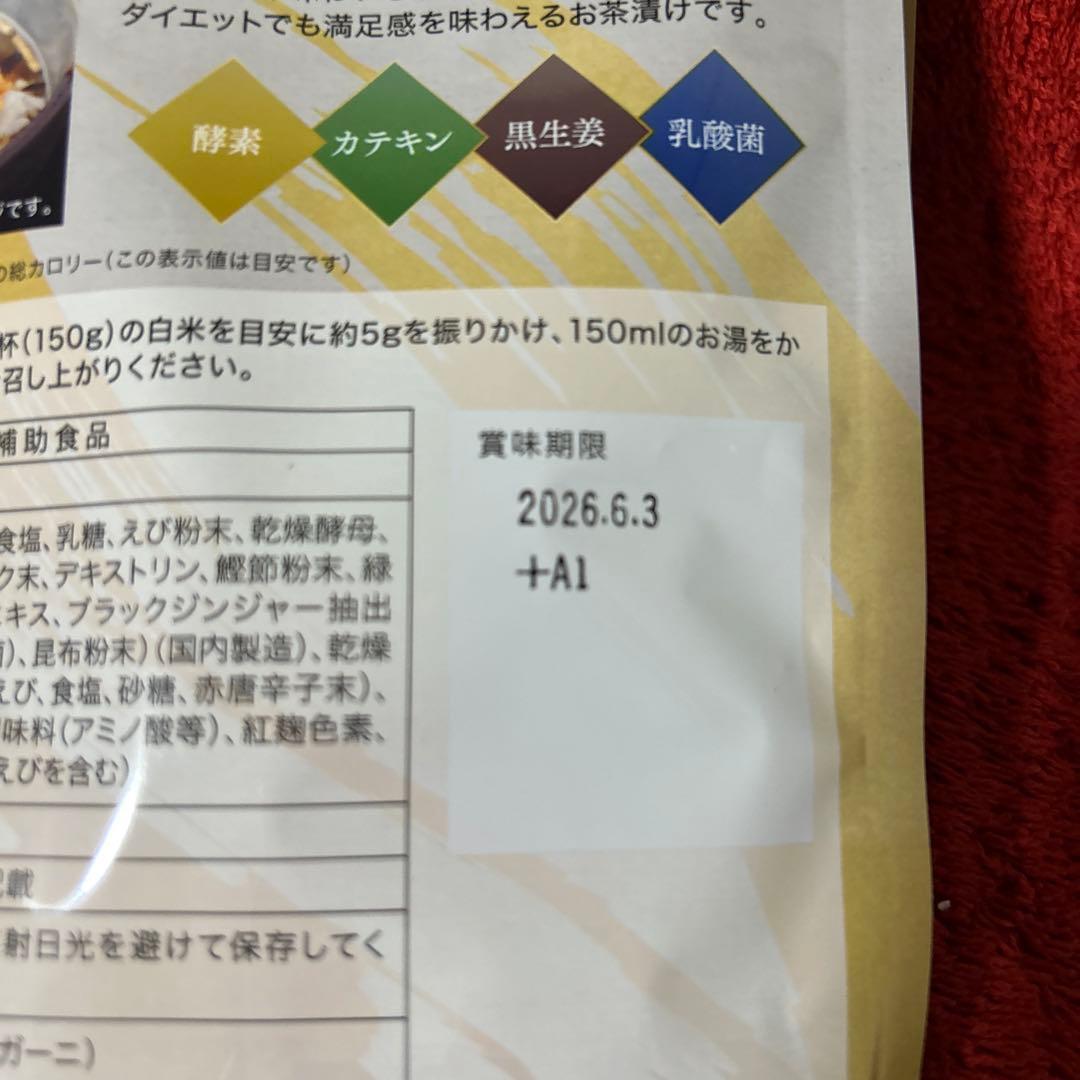 ダイエットでも満足感を味わえるお茶漬けです。
酵素
カテキン
黒生姜
乳酸菌
です。
の総カロリー(この表示値は目安です)
杯(150g)の白米を目安に約5gを振りかけ、150mlのお湯をか
召し上がりください。
補助食品
賞味期限
2026.6.3
+A1
食塩、乳糖、えび粉末、乾燥酵母、
ク末、デキストリン、鰹節粉末、緑
エキス、ブラックジンジャー抽出
)、昆布粉末)(国内製造)、乾燥
えび、食塩、砂糖、赤唐辛子末)、
味料(アミノ酸等)、紅麹色素、
えびを含む)
記載
射日光を避けて保存してく
ガーニ)